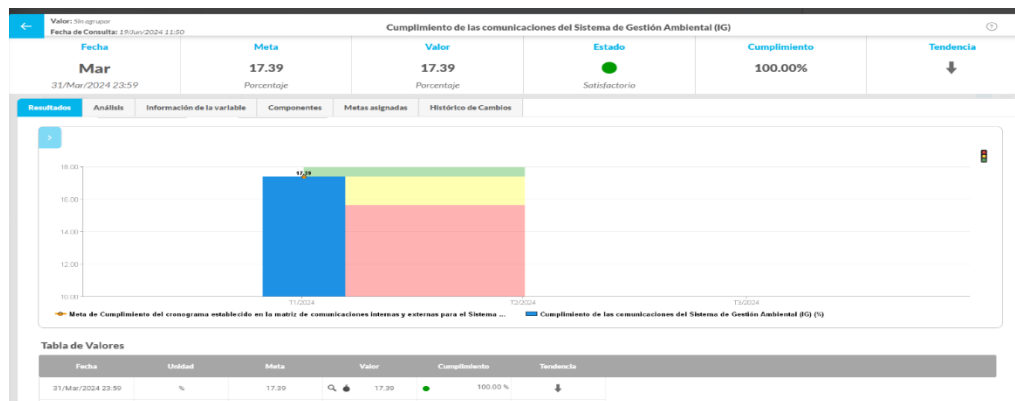 Valor: Sin agrupar
Fecha de Consulta: 19/Jun/2024 11:50
Cumplimiento de las comunicaciones del Sistema de Gestión Ambiental (IG)
Fecha Meta Valor Estado Cumplimiento Tendencia
Mar 17.39 17.39 100.00%
31/Mar/2024 23:59 Porcentaje Porcentaje Satisfactorio
Resultados Análisis Información de la variable Componentes Metas asignadas Histórico de Cambios
17.39
18.00
16.00
14.00
12.00
10.00
T1/2024 T2/2024 T3/2024
Meta de Cumplimiento del cronograma establecido en la matriz de comunicaciones internas y externas para el Sistema ... Cumplimiento de las comunicaciones del Sistema de Gestión Ambiental (IG) (%)
Tabla de Valores
Fecha Unidad Meta Valor Cumplimiento Tendencia
31/Mar/2024 23:59 % 17.39 17.39 100.00 %